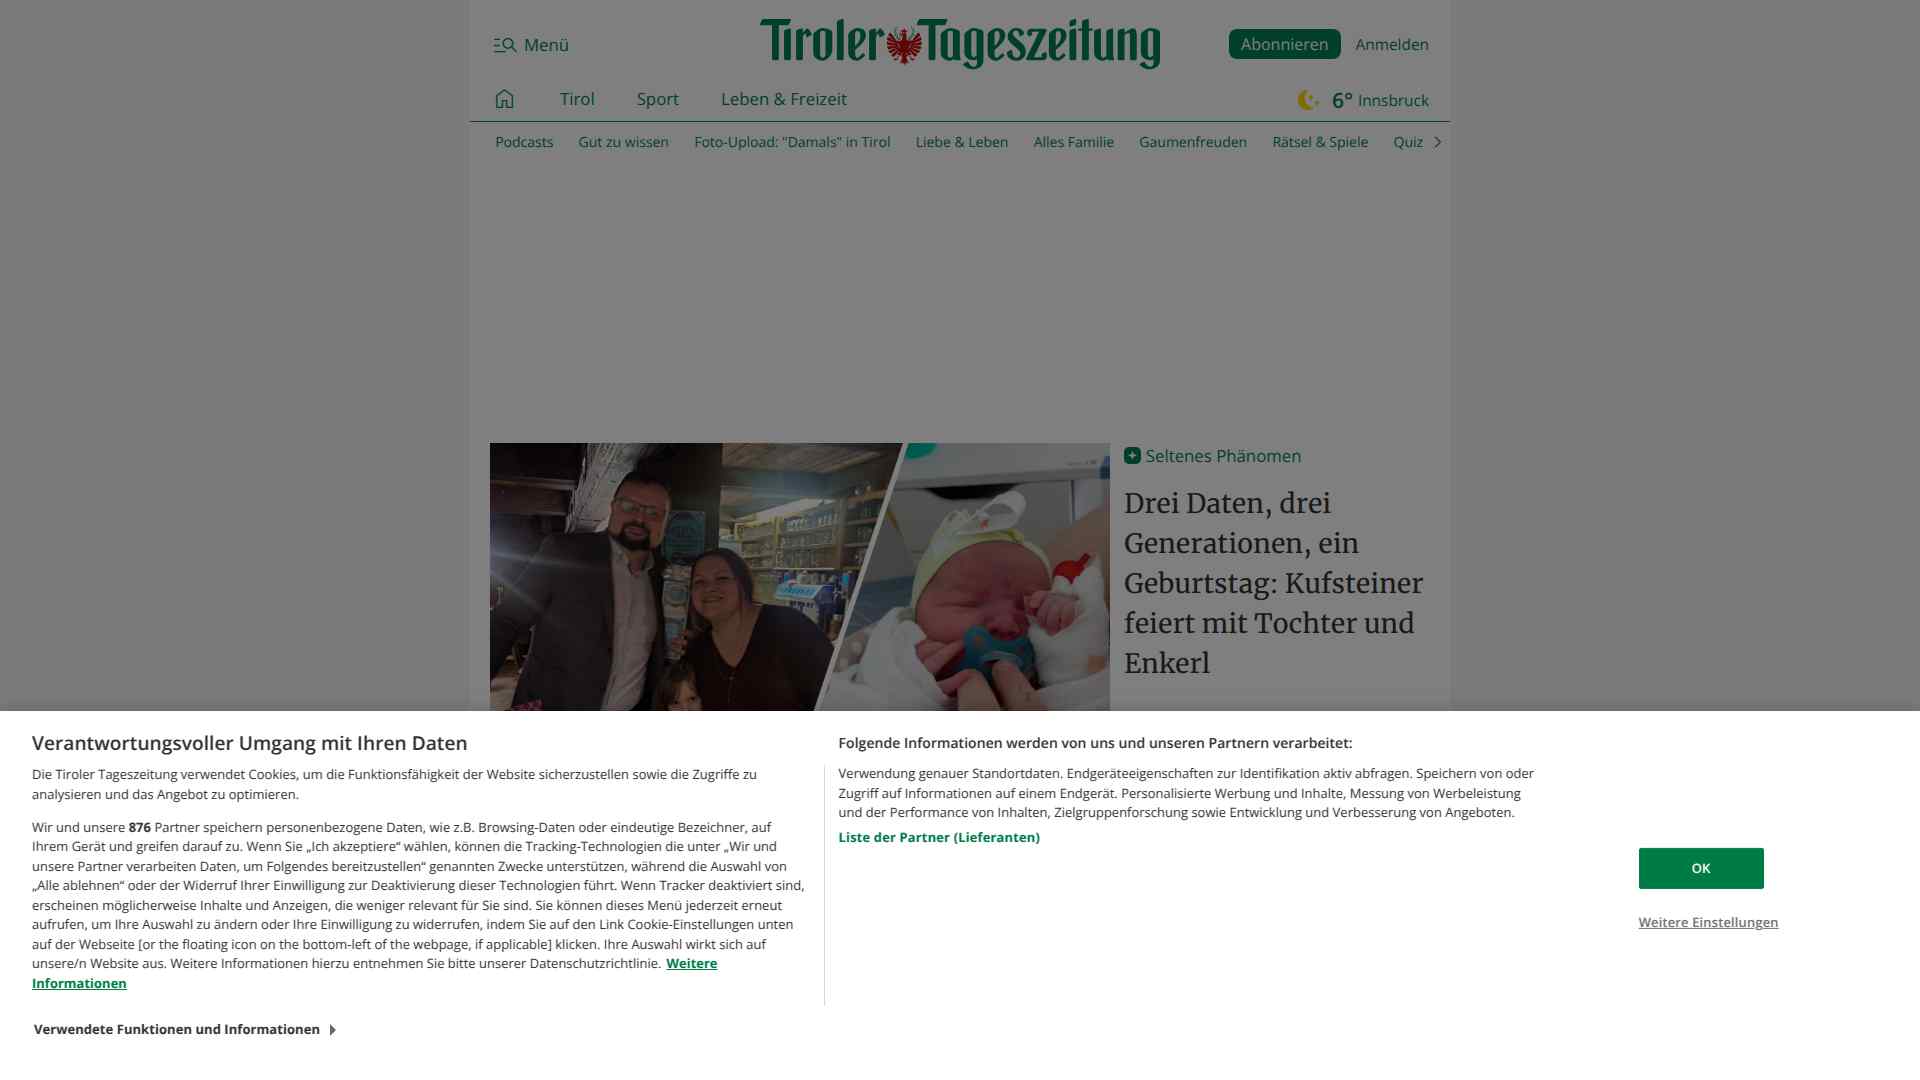 Menü
Tiroler Tageszeitung
Abonnieren
Anmelden
Tirol
Sport
Leben & Freizeit
6° Innsbruck
Podcasts
Gut zu wissen
Foto-Upload: "Damals" in Tirol
Liebe & Leben
Alles Familie
Gaumenfreuden
Rätsel & Spiele
Quiz
Seltenes Phänomen
Drei Daten, drei
Generationen, ein
Geburtstag: Kufsteiner
feiert mit Tochter und
Enkerl
Verantwortungsvoller Umgang mit Ihren Daten
Die Tiroler Tageszeitung verwendet Cookies, um die Funktionsfähigkeit der Website sicherzustellen sowie die Zugriffe zu
analysieren und das Angebot zu optimieren.
Wir und unsere 876 Partner speichern personenbezogene Daten, wie z.B. Browsing-Daten oder eindeutige Bezeichner, auf
Ihrem Gerät und greifen darauf zu. Wenn Sie „Ich akzeptiere“ wählen, können die Tracking-Technologien die unter „Wir und
unsere Partner verarbeiten Daten, um Folgendes bereitzustellen“ genannten Zwecke unterstützen, während die Auswahl von
„Alle ablehnen“ oder der Widerruf Ihrer Einwilligung zur Deaktivierung dieser Technologien führt. Wenn Tracker deaktiviert sind,
erscheinen möglicherweise Inhalte und Anzeigen, die weniger relevant für Sie sind. Sie können dieses Menü jederzeit erneut
aufrufen, um Ihre Auswahl zu ändern oder Ihre Einwilligung zu widerrufen, indem Sie auf den Link Cookie-Einstellungen unten
auf der Webseite [or the floating icon on the bottom-left of the webpage, if applicable] klicken. Ihre Auswahl wirkt sich auf
unsere/n Website aus. Weitere Informationen hierzu entnehmen Sie bitte unserer Datenschutzrichtlinie. Weitere
Informationen
Verwendete Funktionen und Informationen
Folgende Informationen werden von uns und unseren Partnern verarbeitet:
Verwendung genauer Standortdaten. Endgeräteeigenschaften zur Identifikation aktiv abfragen. Speichern von oder
Zugriff auf Informationen auf einem Endgerät. Personalisierte Werbung und Inhalte, Messung von Werbeleistung
und der Performance von Inhalten, Zielgruppenforschung sowie Entwicklung und Verbesserung von Angeboten.
Liste der Partner (Lieferanten)
OK
Weitere Einstellungen